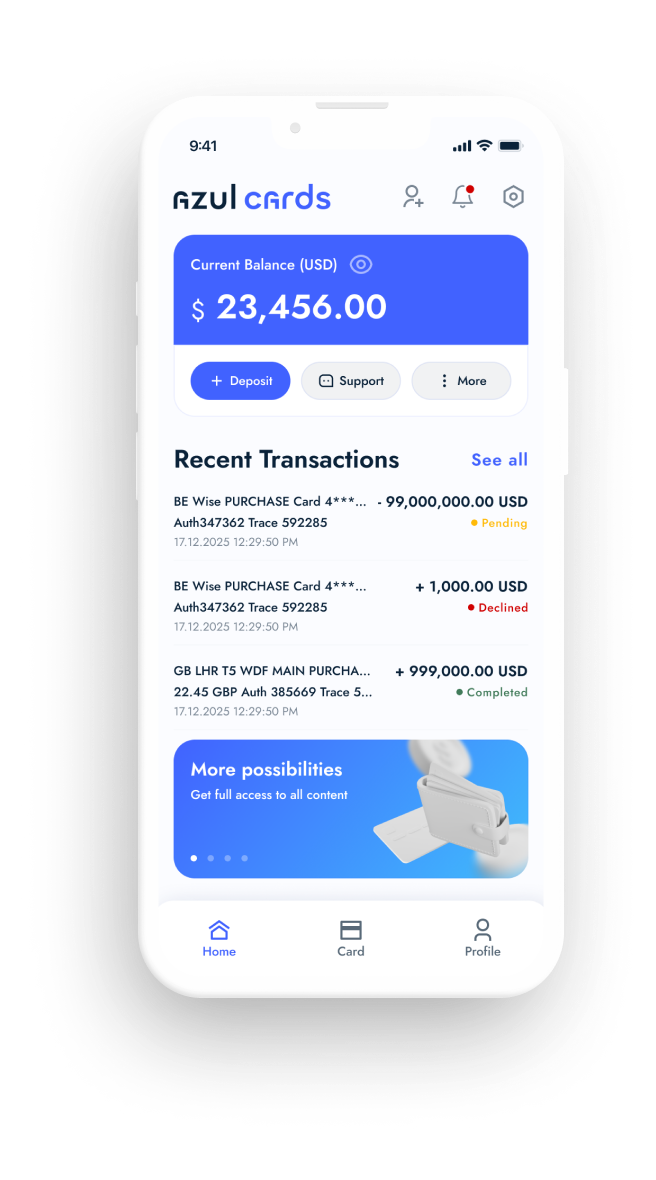 9:41
azul cards
Current Balance (USD)
$ 23,456.00
+ Deposit
Support
More
Recent Transactions
See all
BE Wise PURCHASE Card 4***... - 99,000,000.00 USD
Auth347362 Trace 592285 Pending
17.12.2025 12:29:50 PM
BE Wise PURCHASE Card 4***... + 1,000.00 USD
Auth347362 Trace 592285 Declined
17.12.2025 12:29:50 PM
GB LHR T5 WDF MAIN PURCHA... + 999,000.00 USD
22.45 GBP Auth 385669 Trace 5... Completed
17.12.2025 12:29:50 PM
More possibilities
Get full access to all content
Home
Card
Profile